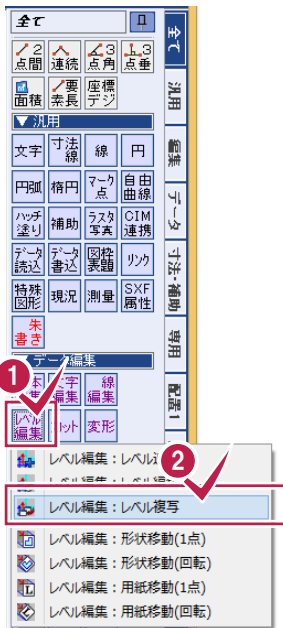 全て
2 3 3
点間 連続 点角 点垂
要 座標
面積 素長 デジ
▼ 汎用
文字 寸法線 線 円
円弧 楕円 マーク点 自由曲線
ハッチ塗り 補助 ラスタ写真 CIM連携
データ読込 データ書込 図枠表題 リンク
特殊図形 現況 測量 SXF属性
朱書き
データ編集
1
編集 編集 線編集
レベル編集 変形
2
レベル編集：レベル複写
レベル編集：形状移動(1点)
レベル編集：形状移動(回転)
レベル編集：用紙移動(1点)
レベル編集：用紙移動(回転)
全て
汎用
編集
データ
寸法・補助
専用
配置1